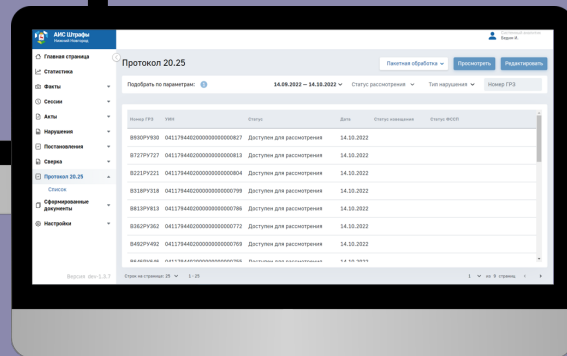 АИС Штрафы
Нижний Новгород
Бадин И.
Главная страница
Статистика
Факты
Сессии
Акты
Нарушения
Постановления
Сверка
Протокол 20.25
Список
Сформированные документы
Настройки
Версия: dev-1.3.7
Протокол 20.25
Пакетная обработка
Просмотреть
Редактировать
Подобрать по параметрам:
14.09.2022 — 14.10.2022
Статус рассмотрения
Тип нарушения
Номер ГРЗ
Номер ГРЗ УИН Статус Дата Статус извещения Статус ФССП
В930РУ930 0411794402000000000000827 Доступен для рассмотрения 14.10.2022
В727РУ727 0411794402000000000000813 Доступен для рассмотрения 14.10.2022
В221РУ221 0411794402000000000000804 Доступен для рассмотрения 14.10.2022
В318РУ318 0411794402000000000000799 Доступен для рассмотрения 14.10.2022
В813РУ813 0411794402000000000000786 Доступен для рассмотрения 14.10.2022
В362РУ362 0411794402000000000000772 Доступен для рассмотрения 14.10.2022
В492РУ492 0411794402000000000000769 Доступен для рассмотрения 14.10.2022
Строк на странице: 25 1 - 25
1 из 9 страниц